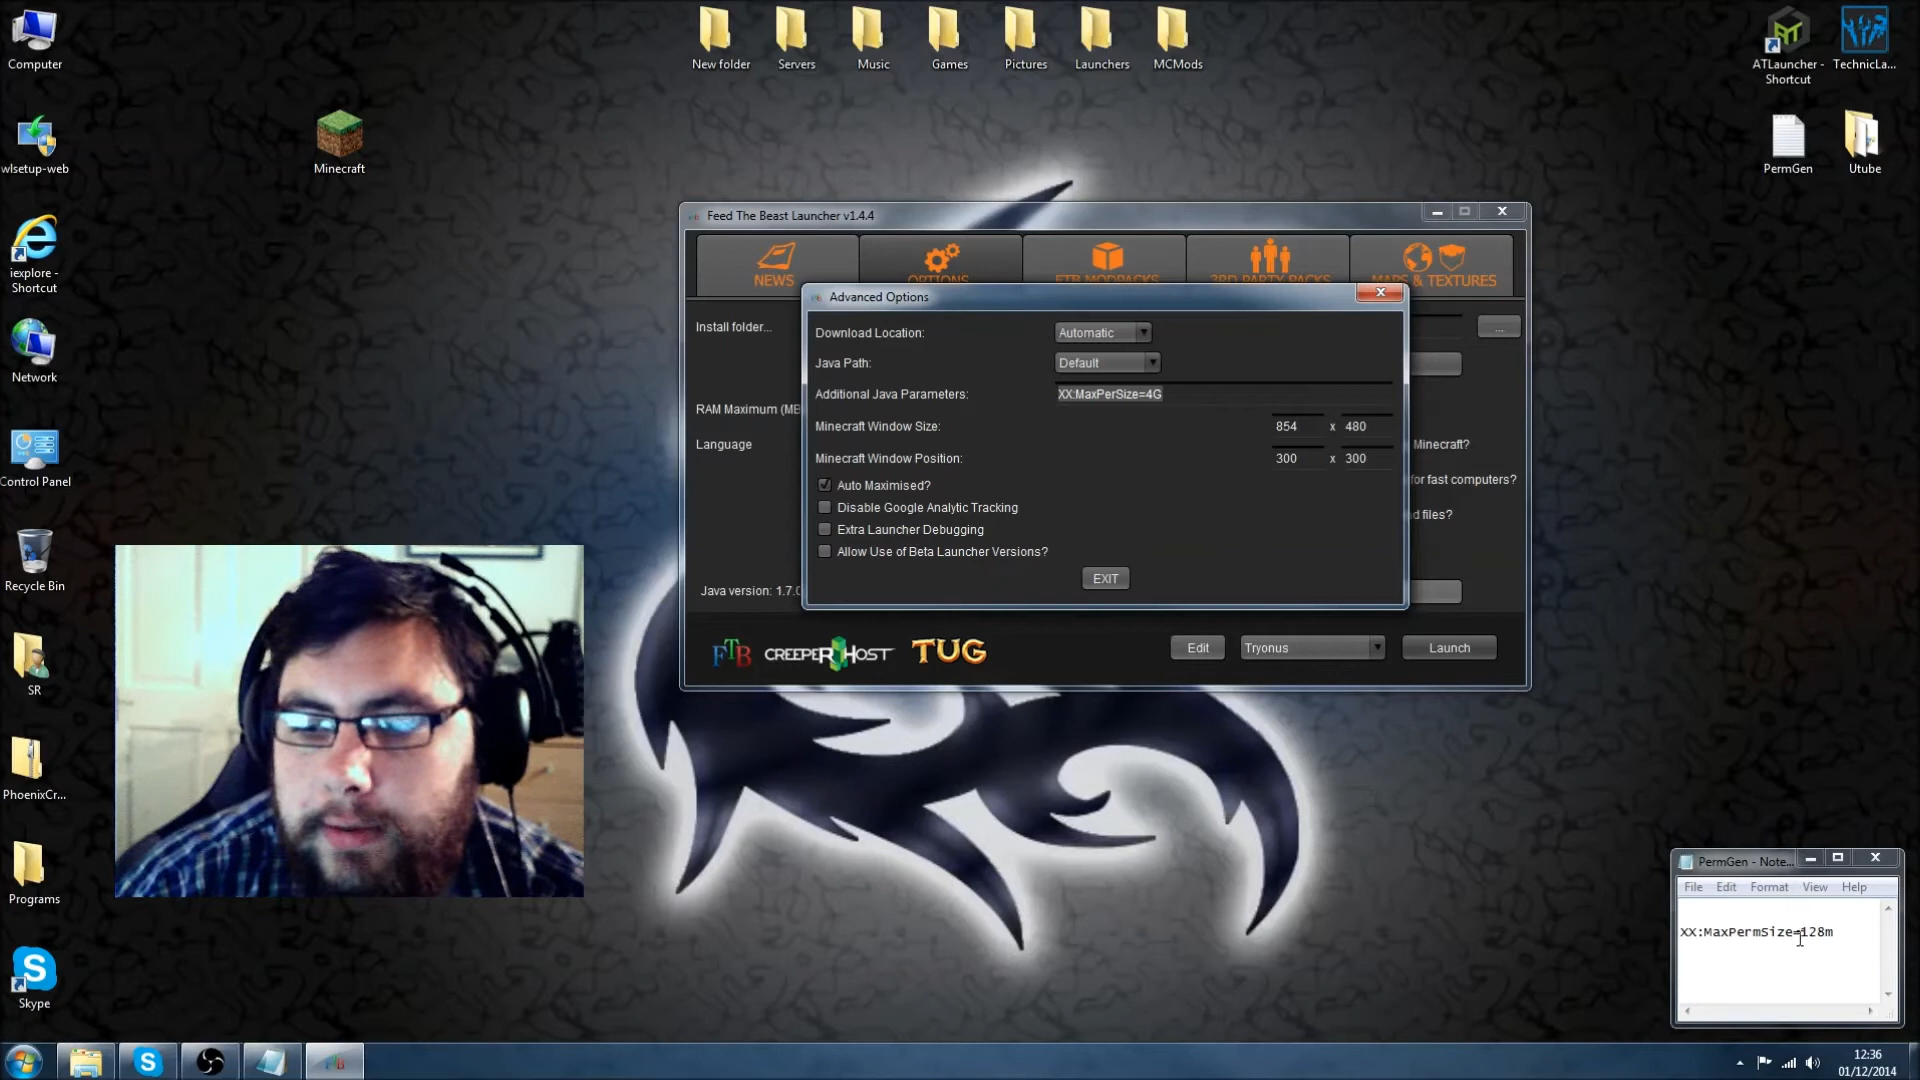 Computer
wlsetup-web
iexplore -
Shortcut
Network
Control Panel
Recycle Bin
SR
PhoenixCr...
Programs
Skype
Minecraft
New folder
Servers
Music
Games
Pictures
Launchers
MCMods
ATLauncher -
Shortcut
TechnicLa...
PermGen
Utube
Feed The Beast Launcher v1.4.4
NEWS
OPTIONS
FTB MODPACKS
3RD PARTY PACKS
MAPS & TEXTURES
Install folder...
...
RAM Maximum (MB
Language
Minecraft?
for fast computers?
d files?
Java version: 1.7.0
Advanced Options
Download Location:
Automatic
Java Path:
Default
Additional Java Parameters:
XX:MaxPerSize=4G
Minecraft Window Size:
854 x 480
Minecraft Window Position:
300 x 300
Auto Maximised?
Disable Google Analytic Tracking
Extra Launcher Debugging
Allow Use of Beta Launcher Versions?
EXIT
FTB
CREEPERHOST
TUG
Edit
Tryonus
Launch
PermGen - Note...
File Edit Format View Help
XX:MaxPermSize=128m
12:36
01/12/2014